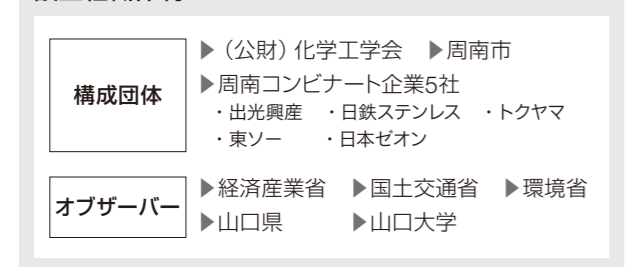 構成団体
▶（公財）化学工学会 ▶周南市
▶周南コンビナート企業5社
・出光興産 ・日鉄ステンレス ・トクヤマ
・東ソー ・日本ゼオン
オブザーバー
▶経済産業省 ▶国土交通省 ▶環境省
▶山口県 ▶山口大学